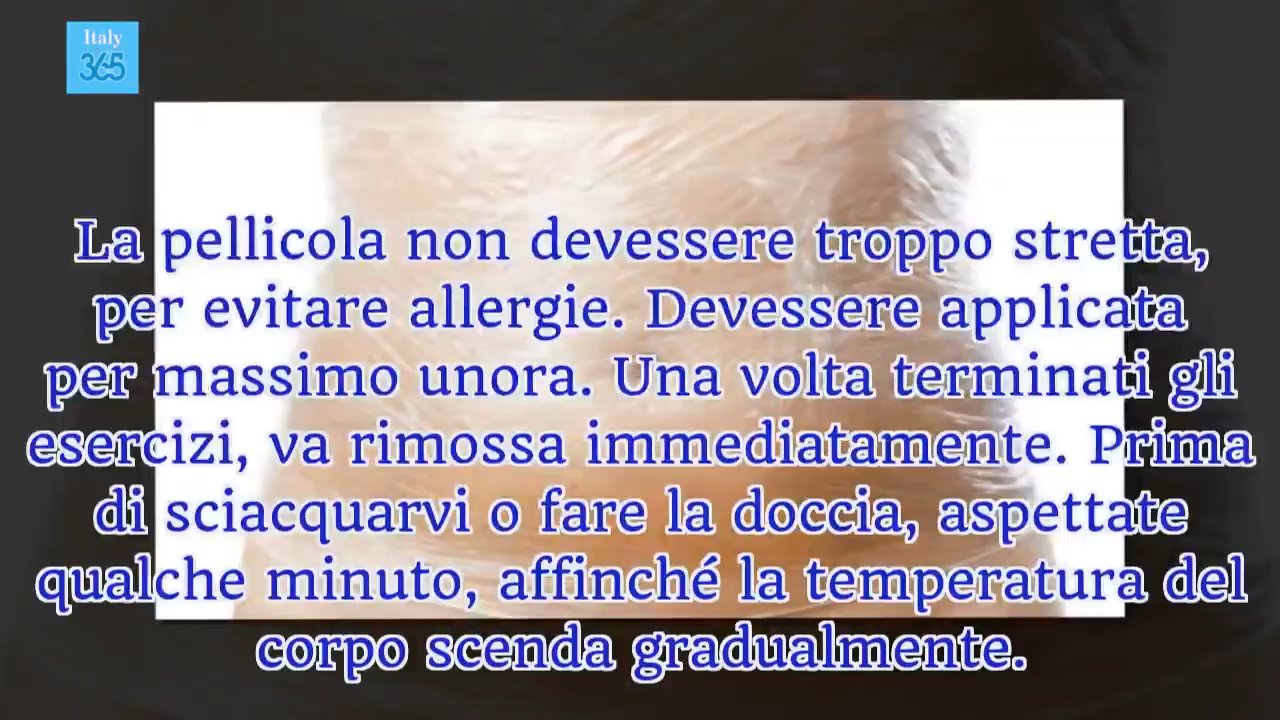 Italy
365
La pellicola non devessere troppo stretta,
per evitare allergie. Devessere applicata
per massimo unora. Una volta terminati gli
esercizi, va rimossa immediatamente. Prima
di sciacquarvi o fare la doccia, aspettate
qualche minuto, affinché la temperatura del
corpo scenda gradualmente.